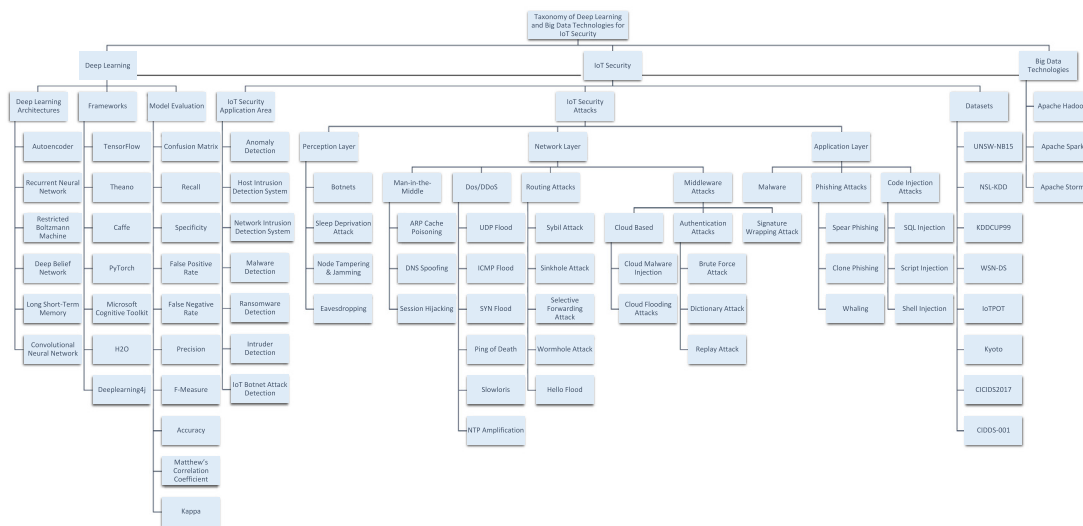 Taxonomy of Deep Learning
and Big Data Technologies for
IoT Security
Deep Learning
IoT Security
Big Data
Technologies
Deep Learning
Architectures
Frameworks
Model Evaluation
IoT Security
Application Area
IoT Security
Attacks
Datasets
Apache Hadoo
Apache Spark
Apache Storm
Autoencoder
Recurrent Neural
Network
Restricted
Boltzmann
Machine
Deep Belief
Network
Long Short-Term
Memory
Convolutional
Neural Network
TensorFlow
Theano
Caffe
PyTorch
Microsoft
Cognitive Toolkit
H2O
Deeplearning4j
Confusion Matrix
Recall
Specificity
False Positive
Rate
False Negative
Rate
Precision
F-Measure
Accuracy
Matthew's
Correlation
Coefficient
Kappa
Anomaly
Detection
Host Intrusion
Detection System
Network Intrusion
Detection System
Malware
Detection
Ransomware
Detection
Intruder
Detection
IoT Botnet Attack
Detection
Perception Layer
Botnets
Sleep Deprivation
Attack
Node Tampering
& Jamming
Eavesdropping
Network Layer
Man-in-the-
Middle
ARP Cache
Poisoning
DNS Spoofing
Session Hijacking
Dos/DDoS
UDP Flood
ICMP Flood
SYN Flood
Ping of Death
Slowloris
NTP Amplification
Routing Attacks
Sybil Attack
Sinkhole Attack
Selective
Forwarding
Attack
Wormhole Attack
Hello Flood
Middleware
Attacks
Cloud Based
Cloud Malware
Injection
Cloud Flooding
Attacks
Authentication
Attacks
Brute Force
Attack
Dictionary Attack
Replay Attack
Signature
Wrapping Attack
Application Layer
Malware
Phishing Attacks
Spear Phishing
Clone Phishing
Whaling
Code Injection
Attacks
SQL Injection
Script Injection
Shell Injection
UNSW-NB15
NSL-KDD
KDDCUP99
WSN-DS
IoTPOT
Kyoto
CICIDS2017
CIDDS-001